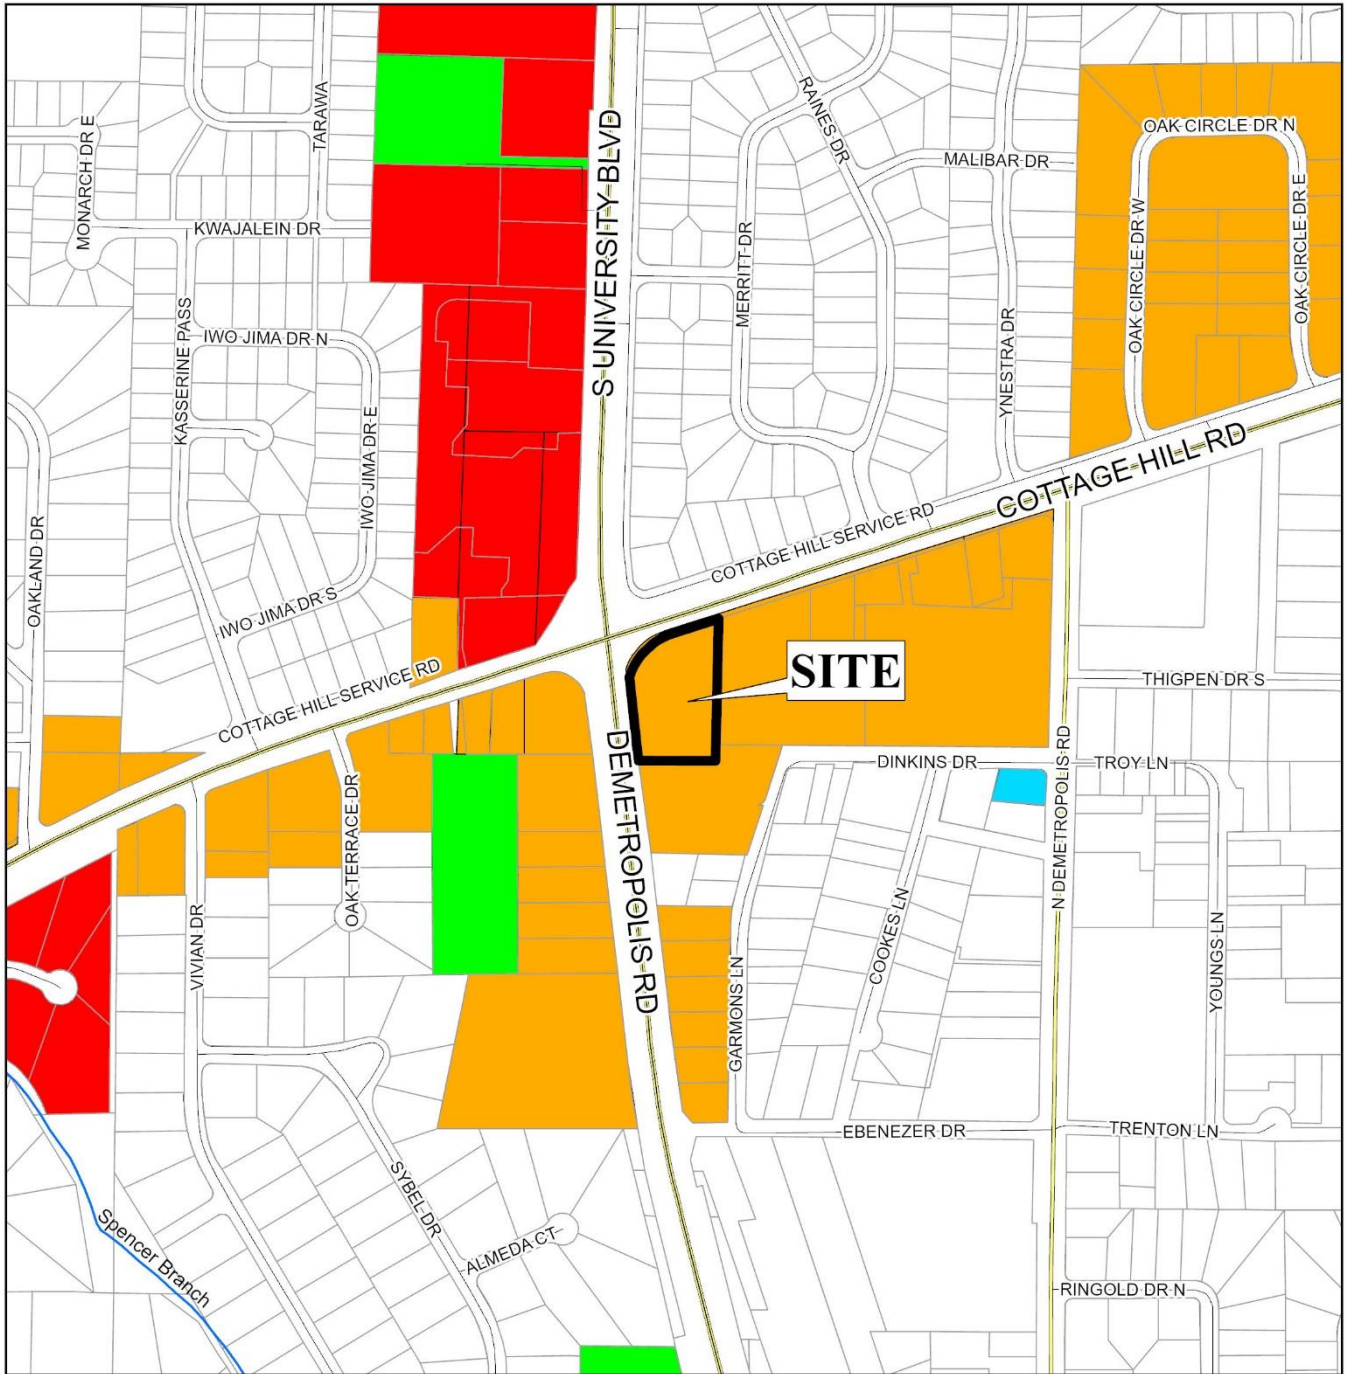 TARAWA
MONARCH DR E
KWAJALEIN DR
KASSERINE PASS
IWO JIMA DR N
IWO JIMA DR E
IWO JIMA DR S
OAKLAND DR
COTTAGE HILL SERVICE RD
S UNIVERSITY BLVD
RAINES DR
MERRITT DR
MALIBAR DR
YNESTRA DR
OAK CIRCLE DR N
OAK CIRCLE DR W
OAK CIRCLE DR E
COTTAGE HILL RD
COTTAGE HILL SERVICE RD
SITE
THIGPEN DR S
DEMETROPOLIS RD
DINKINS DR
TROY LN
N DEMETROPOLIS RD
OAK TERRACE DR
VIVIAN DR
COOKES LN
GARMONS LN
YOUNGS LN
EBENEZER DR
TRENTON LN
SYBEL DR
ALMEDA CT
Spencer Branch
RINGOLD DR N